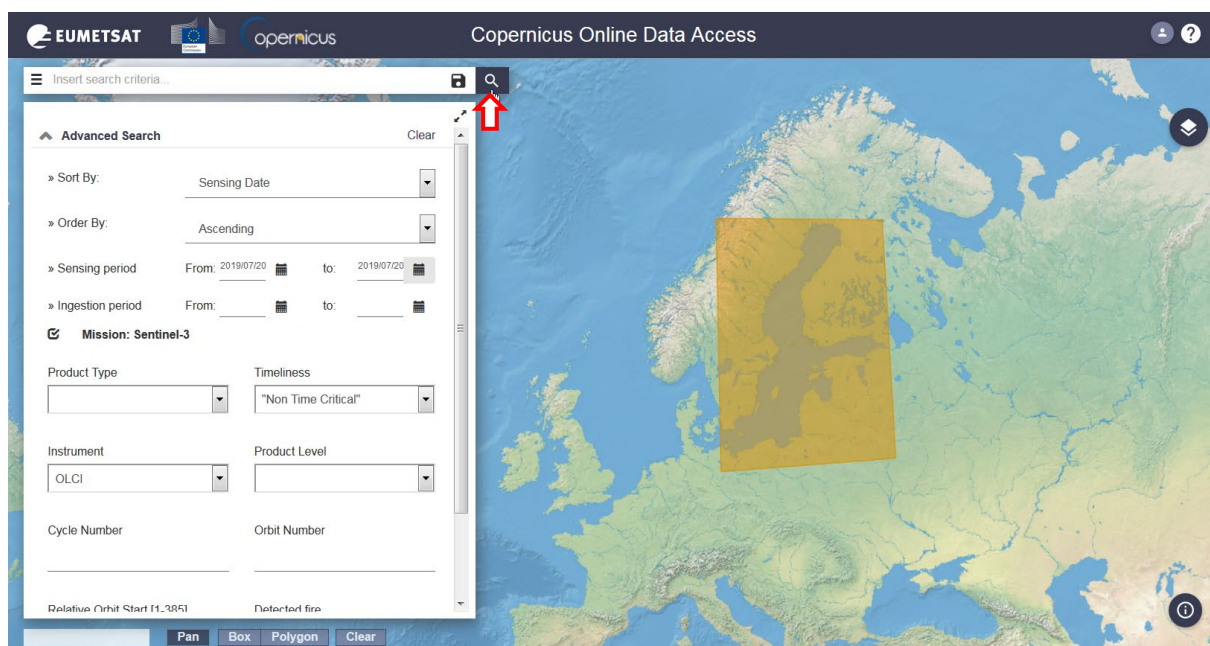 EUMETSAT
European Commission
opernicus
Copernicus Online Data Access
?
Insert search criteria...
Advanced Search
Clear
» Sort By:
Sensing Date
» Order By:
Ascending
» Sensing period
From: 2019/07/20
to: 2019/07/20
» Ingestion period
From:
to:
Mission: Sentinel-3
Product Type
Timeliness
"Non Time Critical"
Instrument
Product Level
OLCI
Cycle Number
Orbit Number
Relative Orbit Start [1-385]
Detected fire
Pan
Box
Polygon
Clear